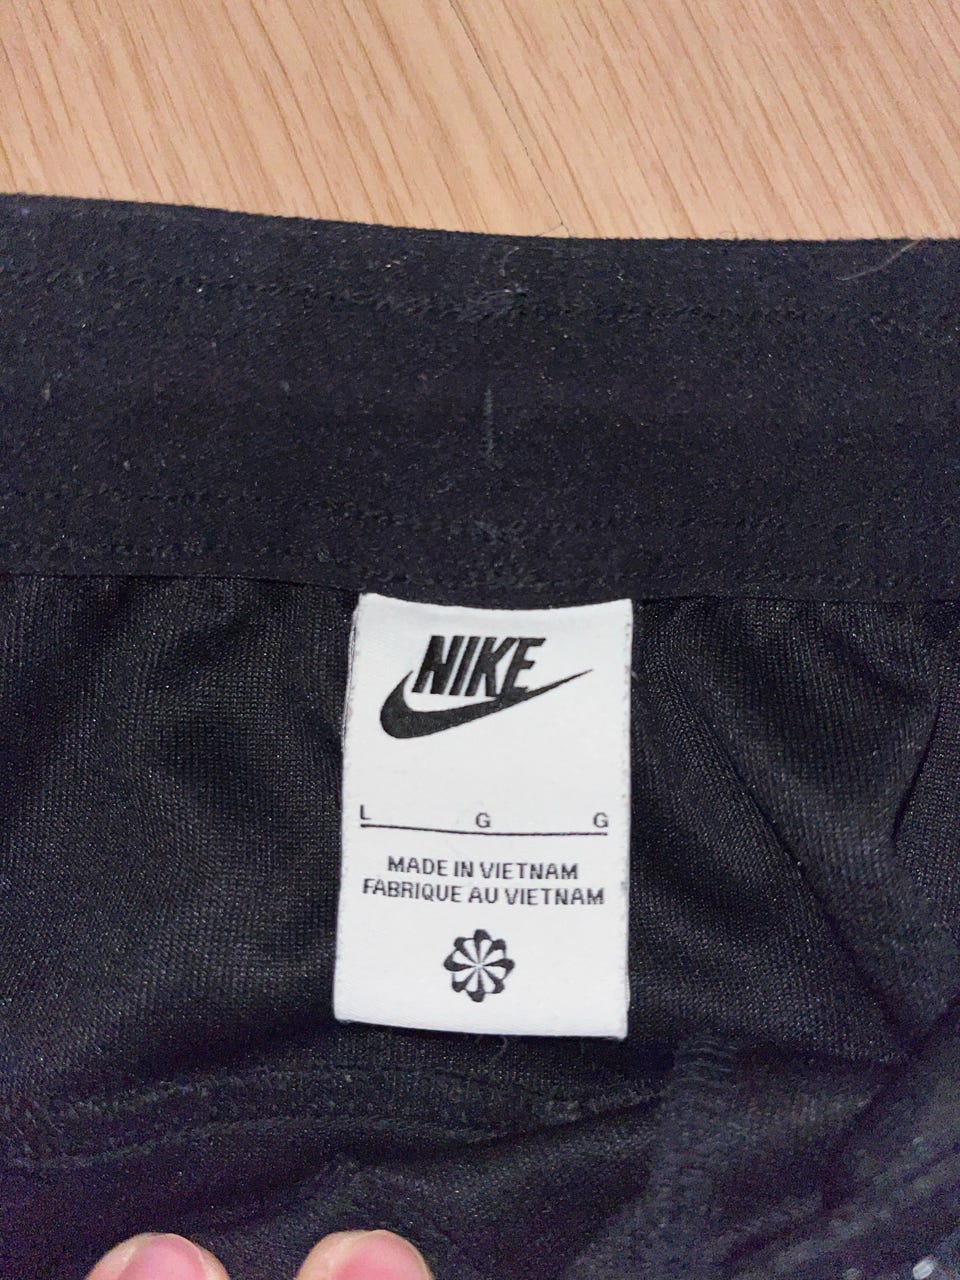 NIKE
L G G
MADE IN VIETNAM
FABRIQUE AU VIETNAM